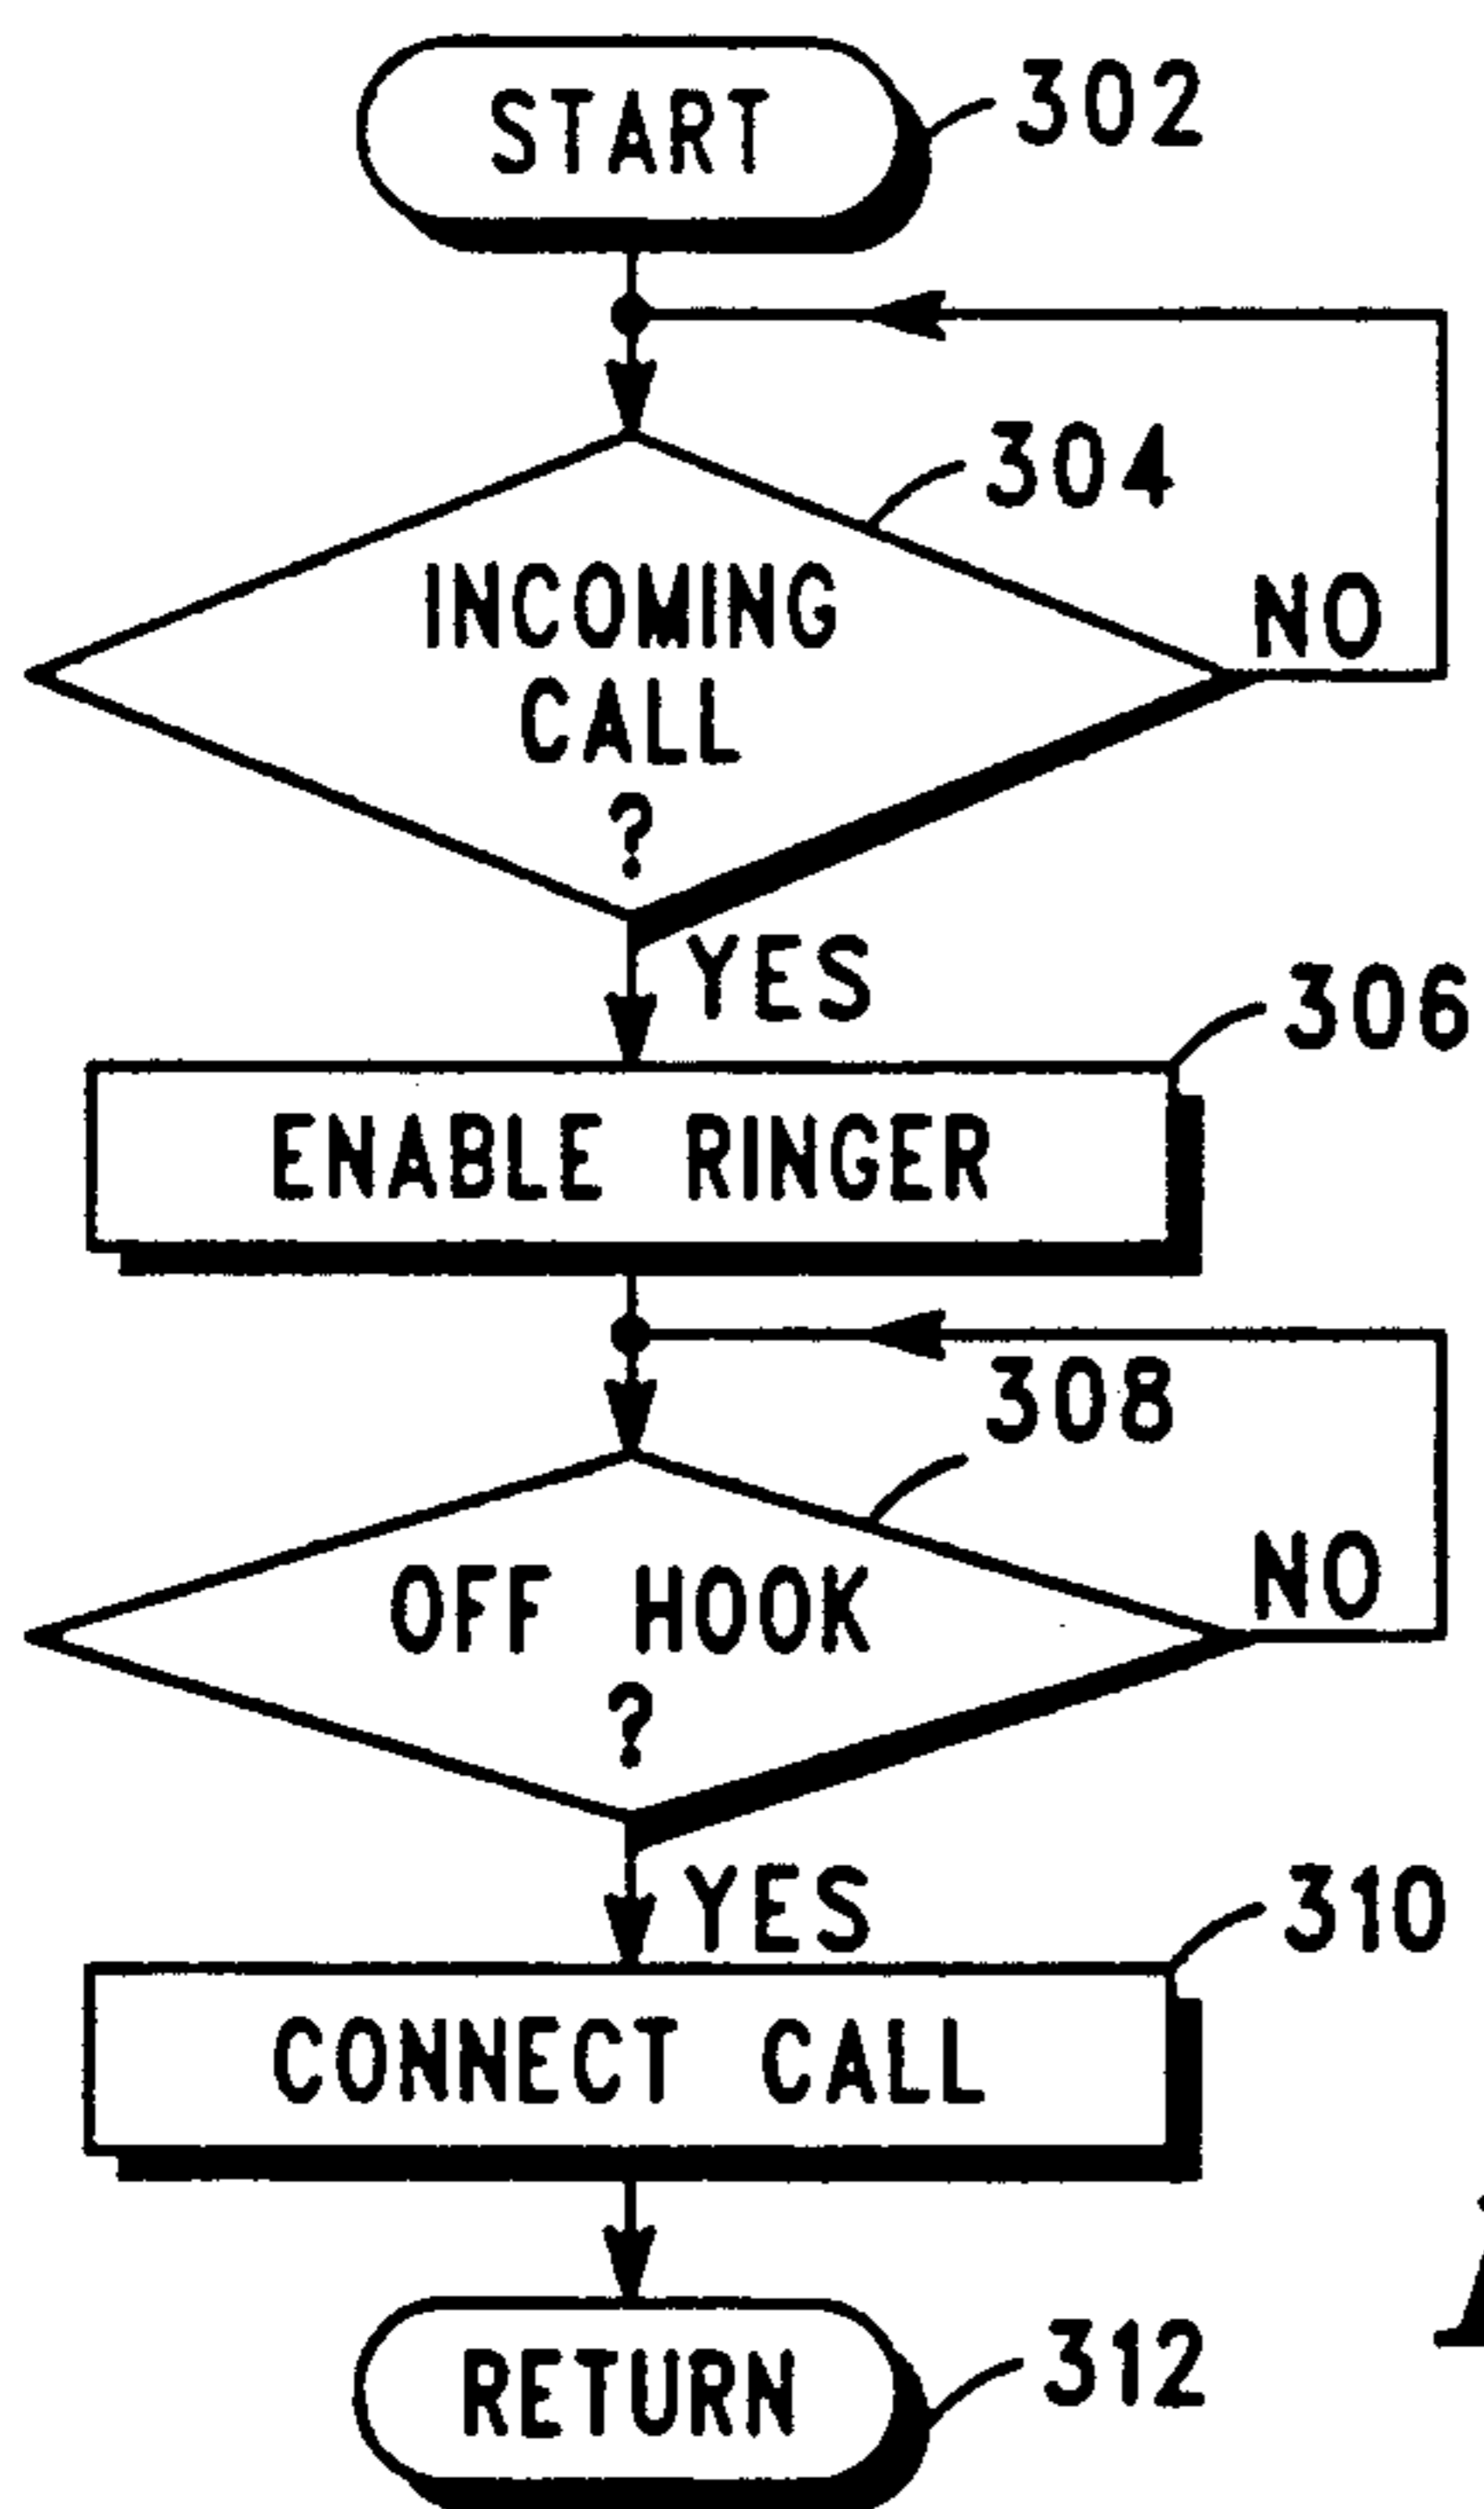 START
302
304
INCOMING
CALL
?
NO
YES
306
ENABLE RINGER
308
OFF HOOK
?
NO
YES
310
CONNECT CALL
RETURN
312